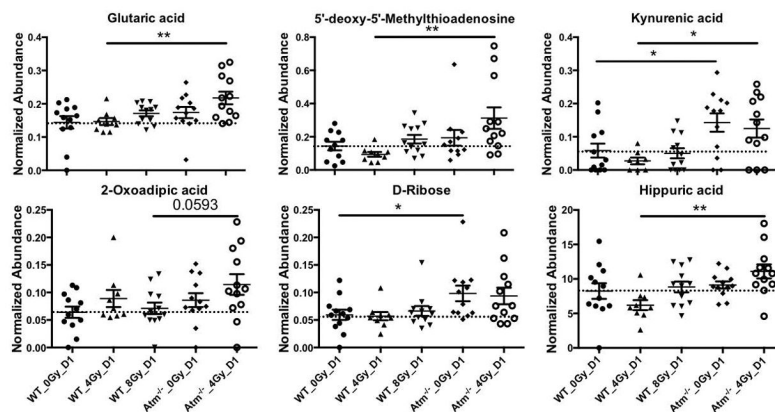 Glutaric acid
5'-deoxy-5'-Methylthioadenosine
Kynurenic acid
Normalized Abundance
0.4
0.3
0.2
0.1
0.0
**
0.8
0.6
0.4
0.2
0.0
**
0.4
0.3
0.2
0.1
0.0
*
*
2-Oxoadipic acid
D-Ribose
Hippuric acid
Normalized Abundance
0.25
0.20
0.15
0.10
0.05
0.00
0.0593
0.25
0.20
0.15
0.10
0.05
0.00
*
20
15
10
5
0
**
WT_0Gy_D1
WT_4Gy_D1
WT_8Gy_D1
Atm-/-_0Gy_D1
Atm-/-_4Gy_D1
WT_0Gy_D1
WT_4Gy_D1
WT_8Gy_D1
Atm-/-_0Gy_D1
Atm-/-_4Gy_D1
WT_0Gy_D1
WT_4Gy_D1
WT_8Gy_D1
Atm-/-_0Gy_D1
Atm-/-_4Gy_D1